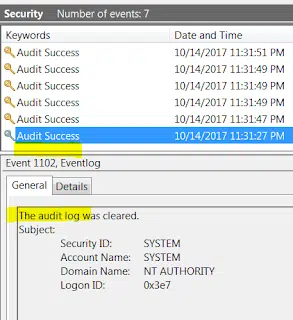 Security Number of events: 7
Keywords Date and Time
Audit Success 10/14/2017 11:31:51 PM
Audit Success 10/14/2017 11:31:49 PM
Audit Success 10/14/2017 11:31:49 PM
Audit Success 10/14/2017 11:31:47 PM
Audit Success 10/14/2017 11:31:47 PM
Audit Success 10/14/2017 11:31:27 PM
Event 1102, Eventlog
General Details
The audit log was cleared.
Subject:
Security ID: SYSTEM
Account Name: SYSTEM
Domain Name: NT AUTHORITY
Logon ID: 0x3e7